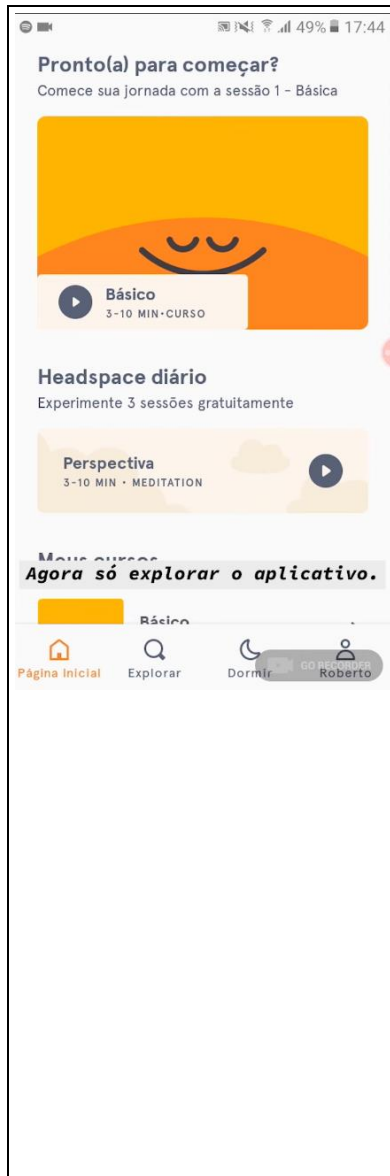 49% 17:44
Pronto(a) para começar?
Comece sua jornada com a sessão 1 - Básica
Básico
3-10 MIN•CURSO
Headspace diário
Experimente 3 sessões gratuitamente
Perspectiva
3-10 MIN • MEDITATION
Meus cursos
Agora só explorar o aplicativo.
Básico
GO RECORDER
Página Inicial Explorar Dormir Roberto